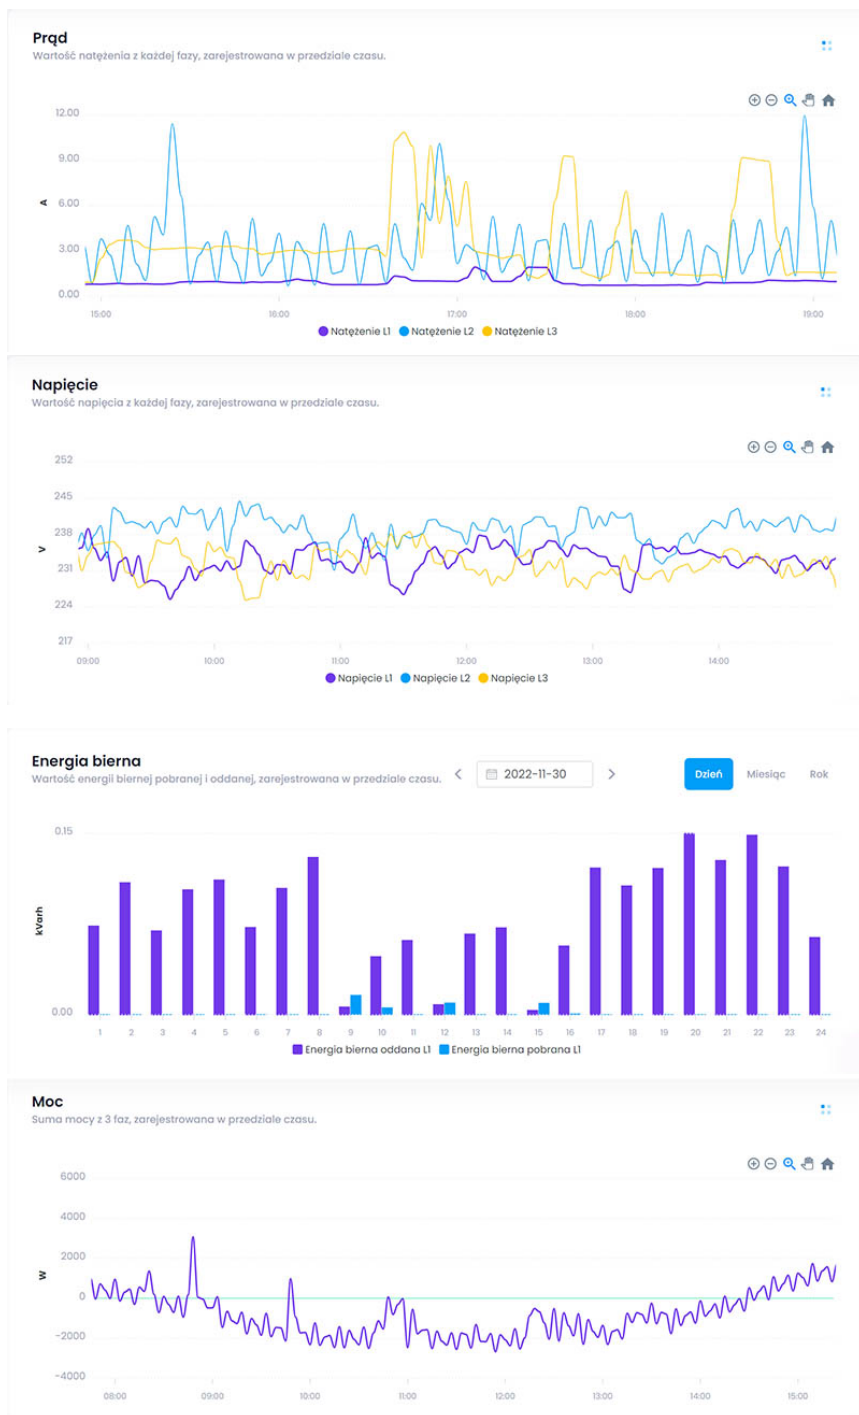 Prąd
Wartość natężenia z każdej fazy, zarejestrowana w przedziale czasu.
12.00
9.00
A
6.00
3.00
0.00
15:00 16:00 17:00 18:00 19:00
Natężenie L1 Natężenie L2 Natężenie L3
Napięcie
Wartość napięcia z każdej fazy, zarejestrowana w przedziale czasu.
252
245
238
V
231
224
217
09:00 10:00 11:00 12:00 13:00 14:00
Napięcie L1 Napięcie L2 Napięcie L3
Energia bierna
Wartość energii biernej pobranej i oddanej, zarejestrowana w przedziale czasu.
2022-11-30
Dzień Miesiąc Rok
0.15
kVarh
0.00
1 2 3 4 5 6 7 8 9 10 11 12 13 14 15 16 17 18 19 20 21 22 23 24
Energia bierna oddana L1 Energia bierna pobrana L1
Moc
Suma mocy z 3 faz, zarejestrowana w przedziale czasu.
6000
4000
2000
W
0
-2000
-4000
08:00 09:00 10:00 11:00 12:00 13:00 14:00 15:00